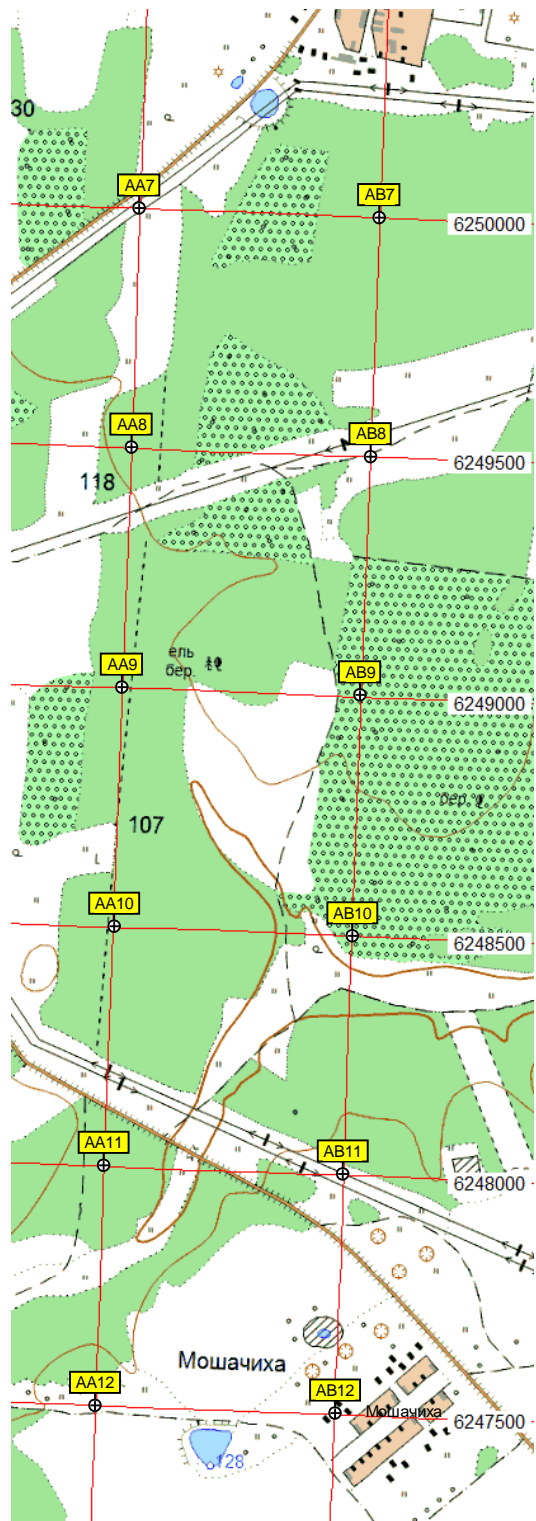 30
AA7
AB7
6250000
AA8
AB8
6249500
118
ель
бер.
AA9
AB9
6249000
бер.
107
AA10
AB10
6248500
AA11
AB11
6248000
Мошачиха
AA12
AB12
Мошачиха
6247500
128